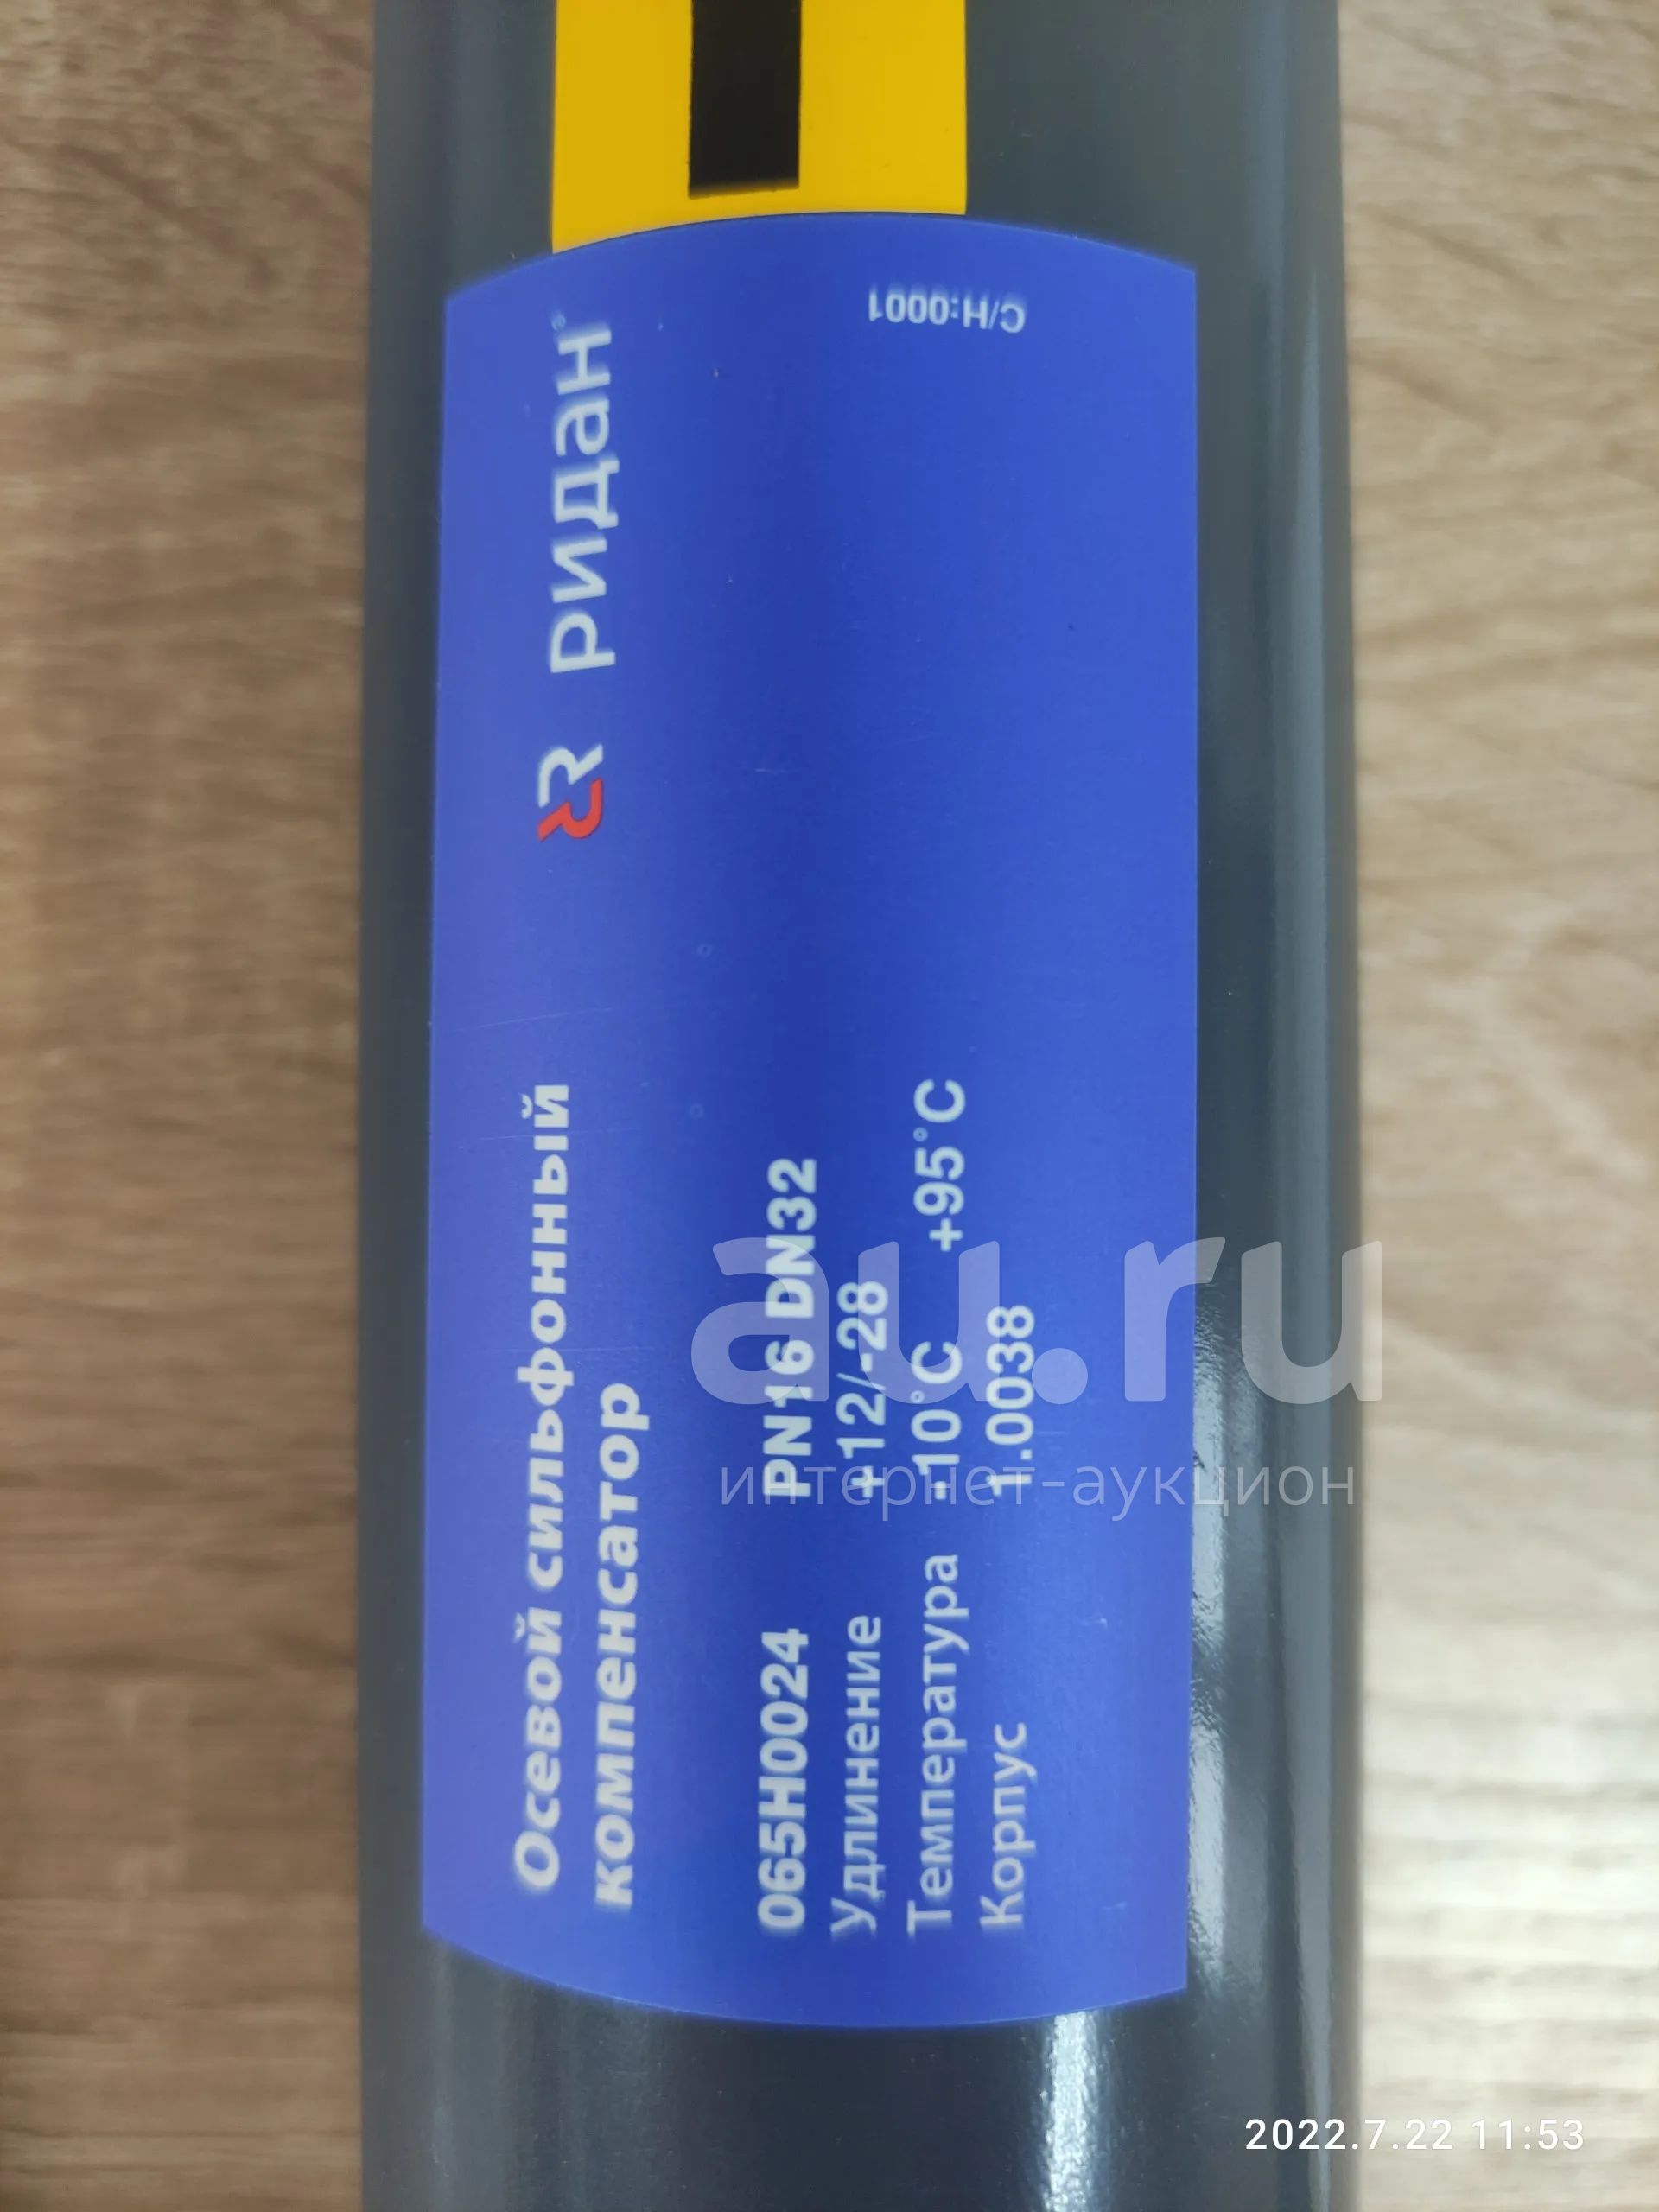 Осевой сильфонный
компенсатор
RR РИДАН®
065H0024 PN16 DN32
Удлинение +12/-28
Температура -10°C +95°C
Корпус 1.0038
С/Н:0001
au.ru
интернет-аукцион
2022.7.22 11:53